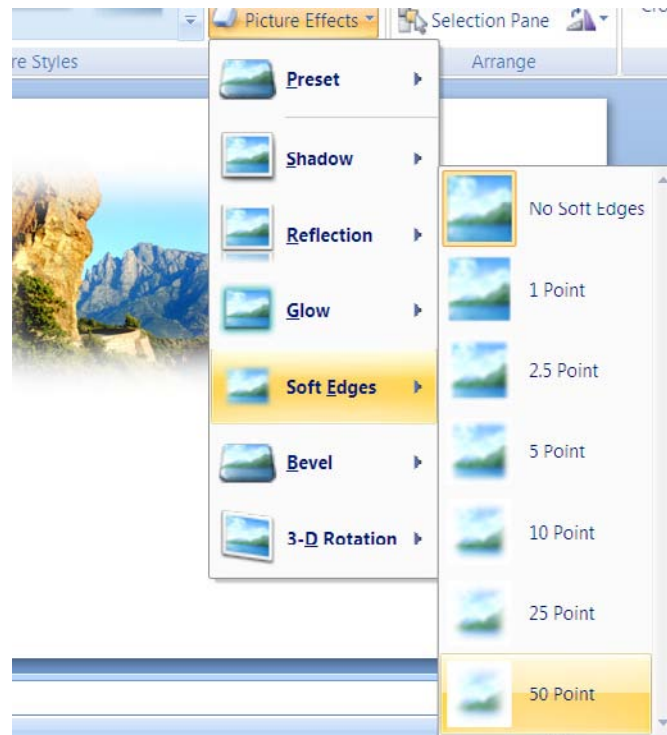 Picture Effects
Selection Pane
re Styles
Arrange
Preset
Shadow
Reflection
Glow
Soft Edges
Bevel
3-D Rotation
No Soft Edges
1 Point
2.5 Point
5 Point
10 Point
25 Point
50 Point